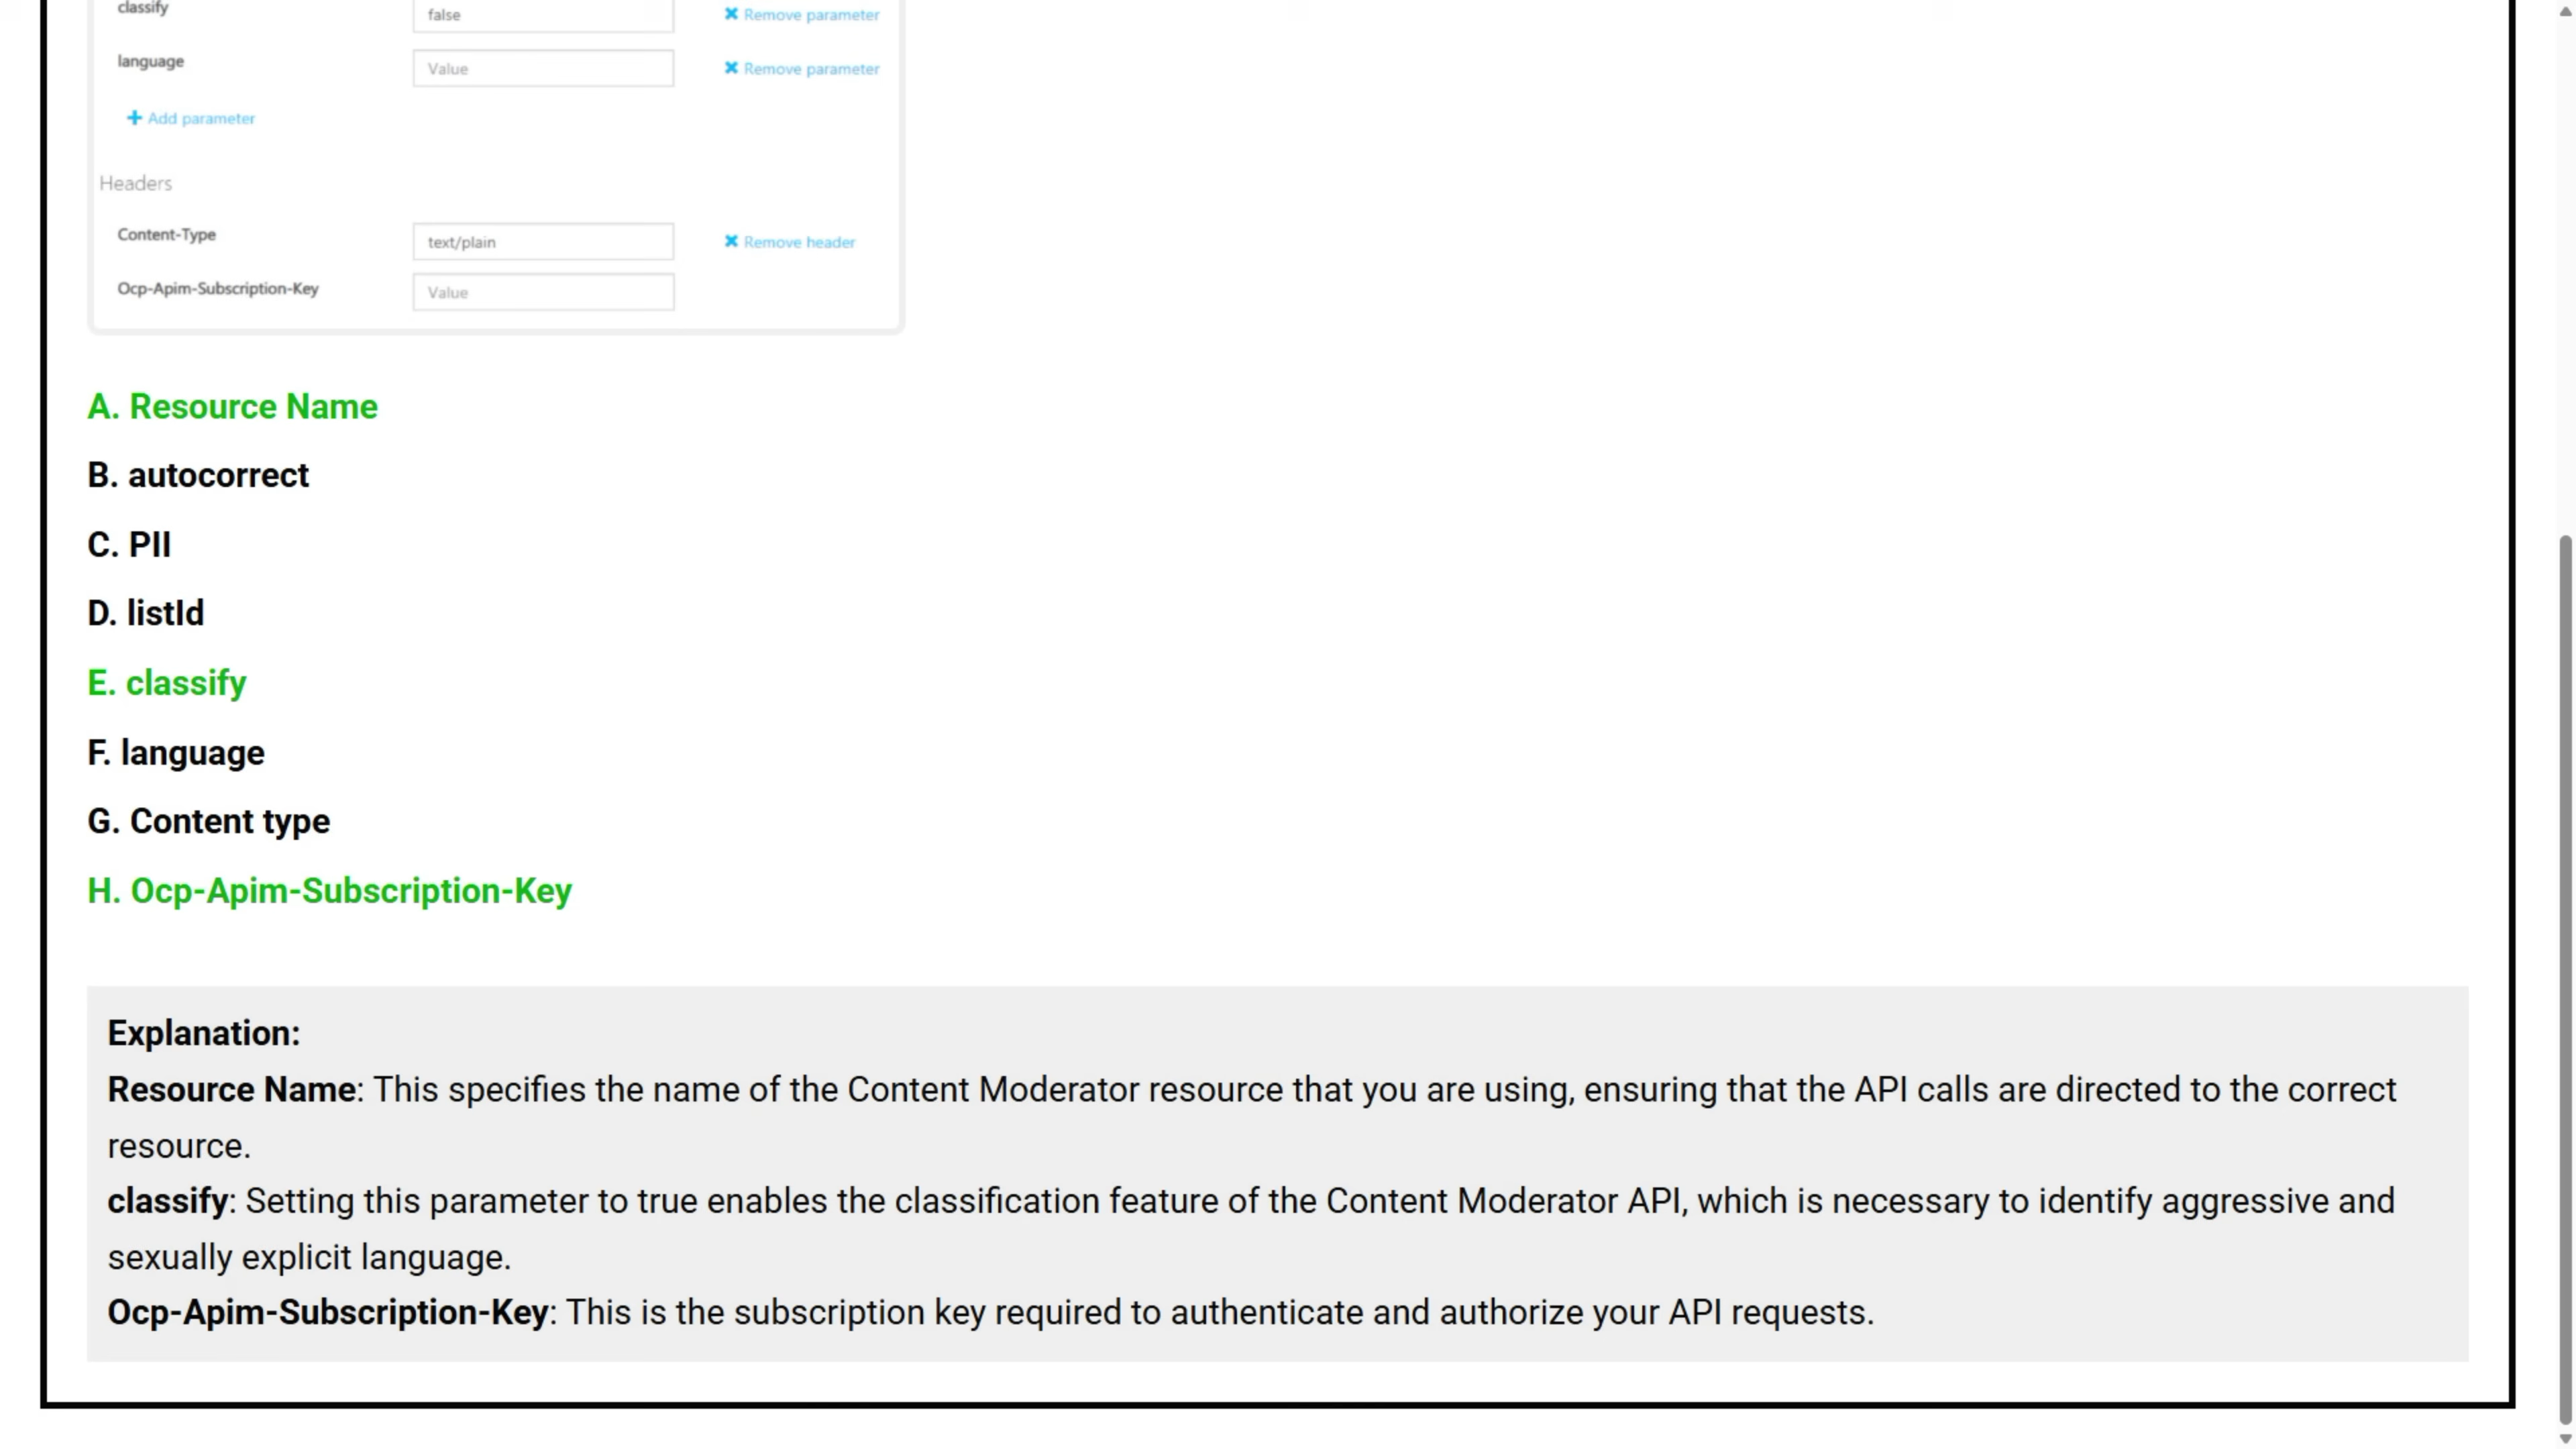 classify false Remove parameter
language Value Remove parameter
Add parameter
Headers
Content-Type text/plain Remove header
Ocp-Apim-Subscription-Key Value
A. Resource Name
B. autocorrect
C. PII
D. listId
E. classify
F. language
G. Content type
H. Ocp-Apim-Subscription-Key
Explanation:
Resource Name: This specifies the name of the Content Moderator resource that you are using, ensuring that the API calls are directed to the correct
resource.
classify: Setting this parameter to true enables the classification feature of the Content Moderator API, which is necessary to identify aggressive and
sexually explicit language.
Ocp-Apim-Subscription-Key: This is the subscription key required to authenticate and authorize your API requests.